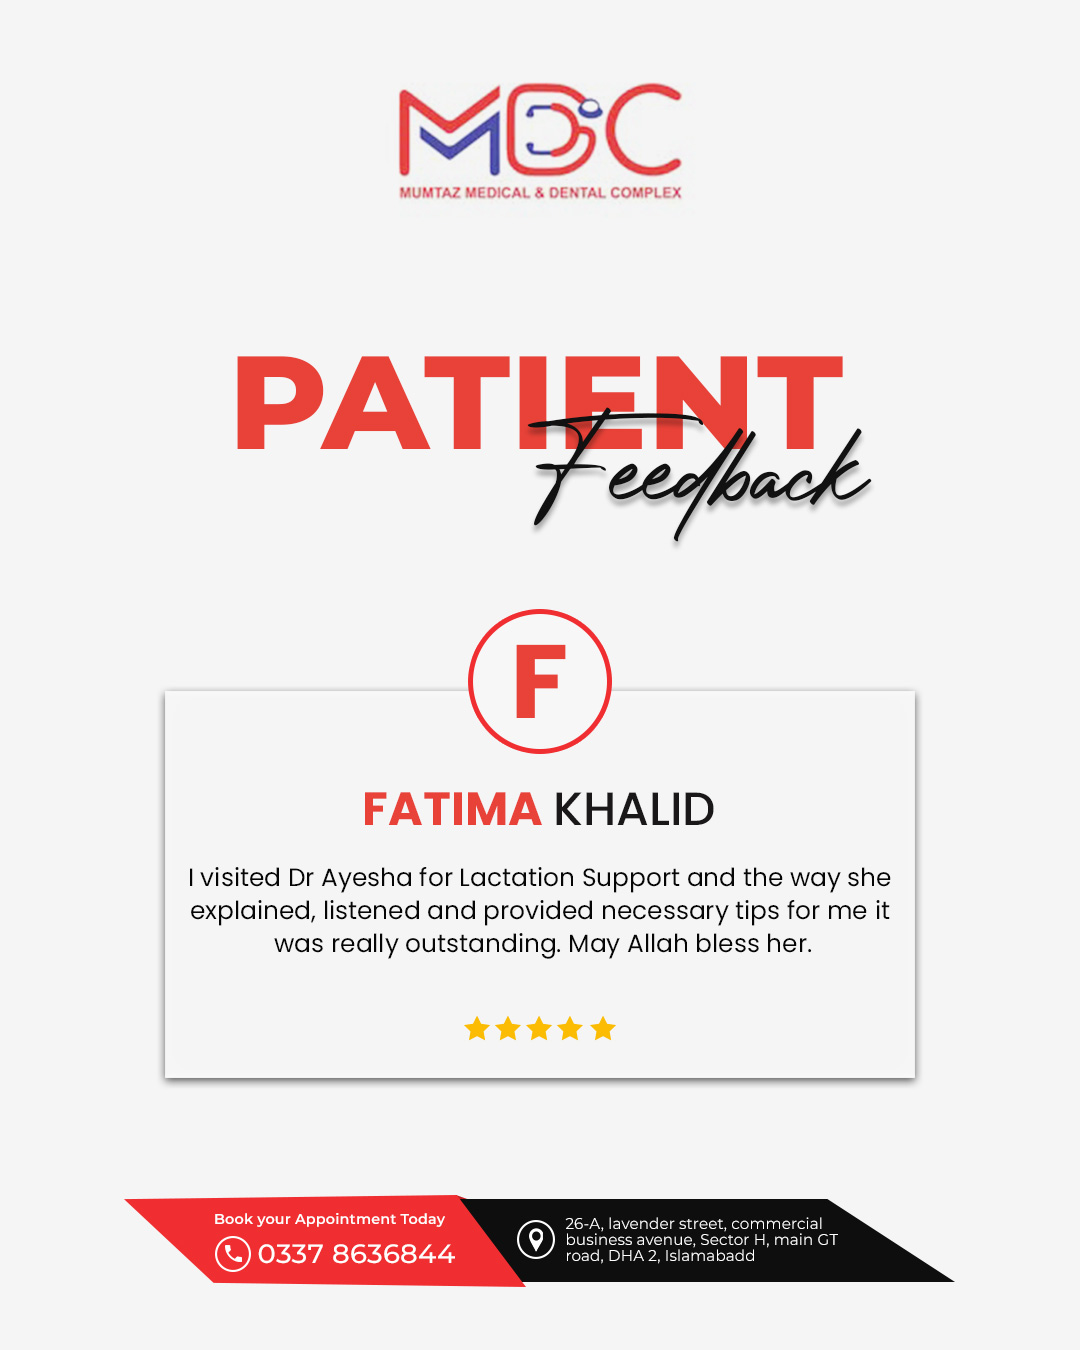 MDC
MUMTAZ MEDICAL & DENTAL COMPLEX
PATIENT
Feedback
F
FATIMA KHALID
I visited Dr Ayesha for Lactation Support and the way she
explained, listened and provided necessary tips for me it
was really outstanding. May Allah bless her.
Book your Appointment Today
0337 8636844
26-A, lavender street, commercial
business avenue, Sector H, main GT
road, DHA 2, Islamabadd